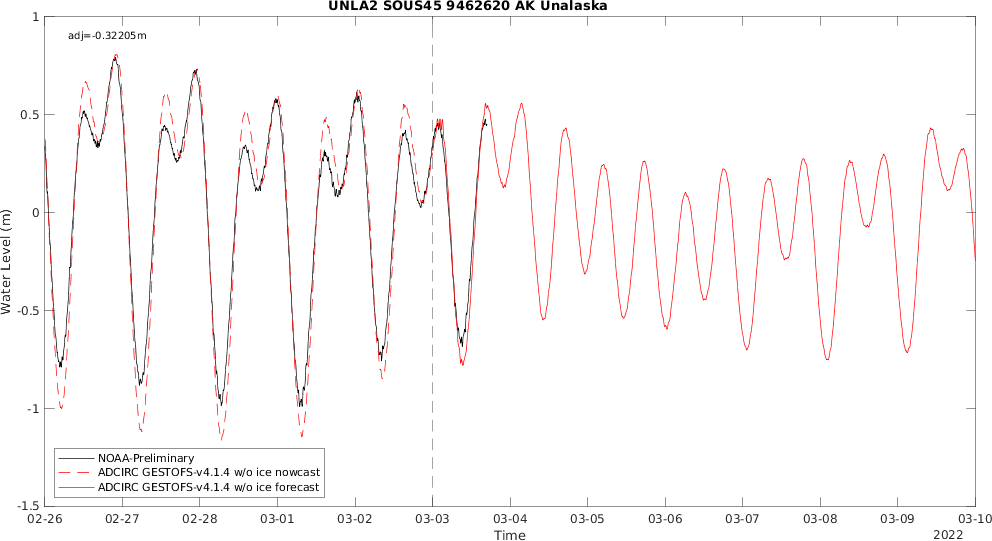 UNLA2 SOUS45 9462620 AK Unalaska
adj=-0.32205m
1
0.5
0
-0.5
-1
-1.5
Water Level (m)
NOAA-Preliminary
ADCIRC GESTOFS-v4.1.4 w/o ice nowcast
ADCIRC GESTOFS-v4.1.4 w/o ice forecast
02-26 02-27 02-28 03-01 03-02 03-03 03-04 03-05 03-06 03-07 03-08 03-09 03-10
Time
2022